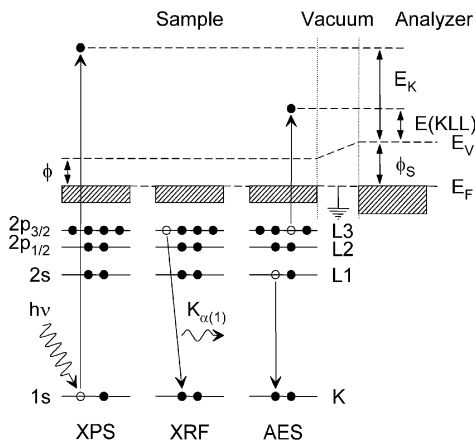 Sample Vacuum Analyzer
E_K
E(KLL)
E_V
ϕ ϕ_S
E_F
2p_3/2 L3
2p_1/2 L2
2s L1
hν K_α(1)
1s K
XPS XRF AES